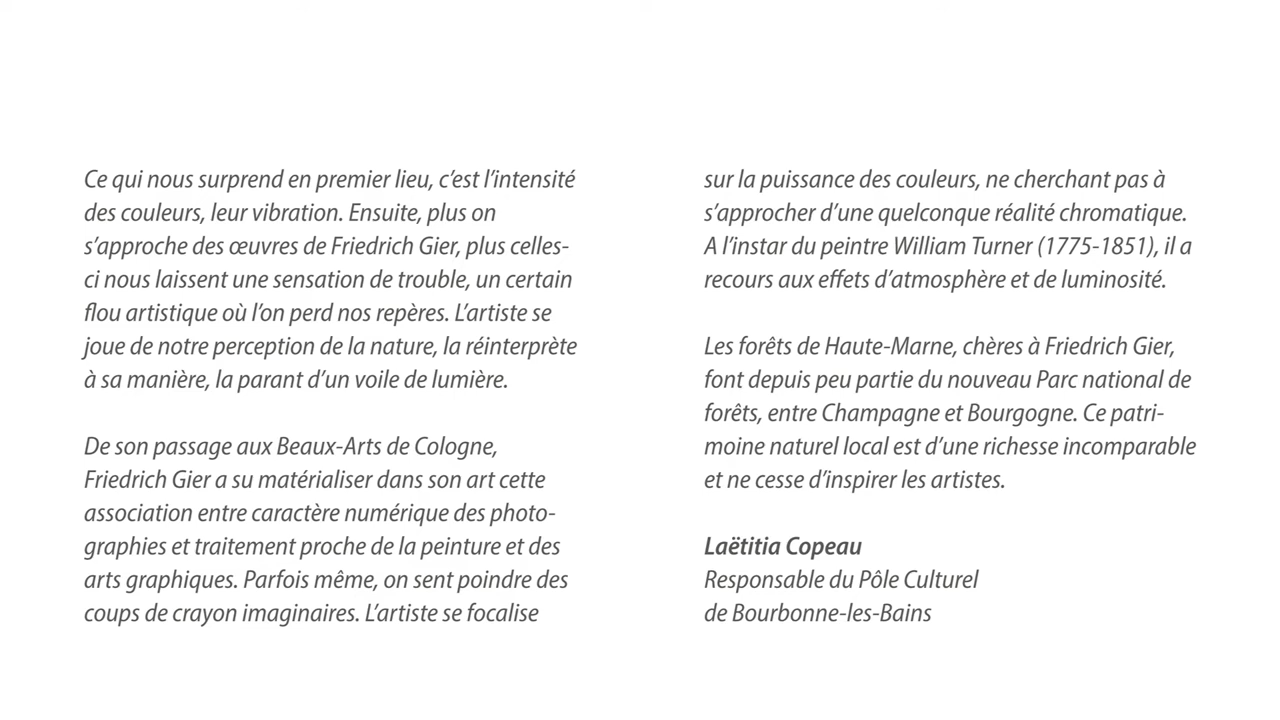 Ce qui nous surprend en premier lieu, c’est l’intensité
des couleurs, leur vibration. Ensuite, plus on
s’approche des œuvres de Friedrich Gier, plus celles-
ci nous laissent une sensation de trouble, un certain
flou artistique où l’on perd nos repères. L’artiste se
joue de notre perception de la nature, la réinterprète
à sa manière, la parant d’un voile de lumière.
De son passage aux Beaux-Arts de Cologne,
Friedrich Gier a su matérialiser dans son art cette
association entre caractère numérique des photo-
graphies et traitement proche de la peinture et des
arts graphiques. Parfois même, on sent poindre des
coups de crayon imaginaires. L’artiste se focalise
sur la puissance des couleurs, ne cherchant pas à
s’approcher d’une quelconque réalité chromatique.
A l’instar du peintre William Turner (1775-1851), il a
recours aux effets d’atmosphère et de luminosité.
Les forêts de Haute-Marne, chères à Friedrich Gier,
font depuis peu partie du nouveau Parc national de
forêts, entre Champagne et Bourgogne. Ce patri-
moine naturel local est d’une richesse incomparable
et ne cesse d’inspirer les artistes.
Laëtitia Copeau
Responsable du Pôle Culturel
de Bourbonne-les-Bains